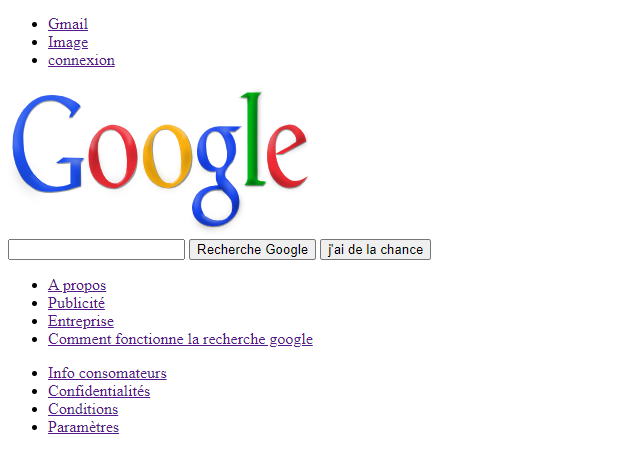 Gmail
Image
connexion
Google
Recherche Google j'ai de la chance
A propos
Publicité
Entreprise
Comment fonctionne la recherche google
Info consomateurs
Confidentialités
Conditions
Paramètres